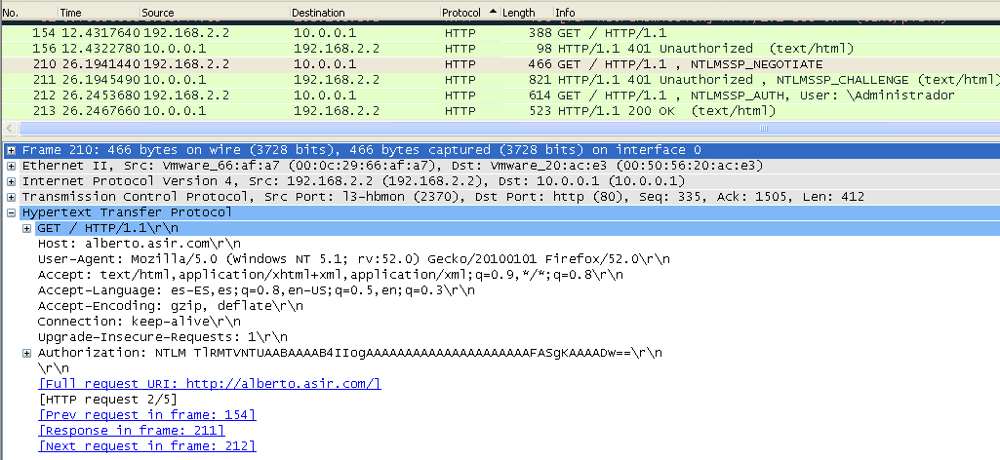 No. Time Source Destination Protocol Length Info
154 12.4317640 192.168.2.2 10.0.0.1 HTTP 388 GET / HTTP/1.1
156 12.4322780 10.0.0.1 192.168.2.2 HTTP 98 HTTP/1.1 401 Unauthorized (text/html)
210 26.1941440 192.168.2.2 10.0.0.1 HTTP 466 GET / HTTP/1.1 , NTLMSSP_NEGOTIATE
211 26.1945490 10.0.0.1 192.168.2.2 HTTP 821 HTTP/1.1 401 Unauthorized , NTLMSSP_CHALLENGE (text/html)
212 26.2453680 192.168.2.2 10.0.0.1 HTTP 614 GET / HTTP/1.1 , NTLMSSP_AUTH, User: \Administrador
213 26.2467660 10.0.0.1 192.168.2.2 HTTP 523 HTTP/1.1 200 OK (text/html)
Frame 210: 466 bytes on wire (3728 bits), 466 bytes captured (3728 bits) on interface 0
Ethernet II, Src: Vmware_66:af:a7 (00:0c:29:66:af:a7), Dst: Vmware_20:ac:e3 (00:50:56:20:ac:e3)
Internet Protocol Version 4, Src: 192.168.2.2 (192.168.2.2), Dst: 10.0.0.1 (10.0.0.1)
Transmission Control Protocol, Src Port: l3-hbmon (2370), Dst Port: http (80), Seq: 335, Ack: 1505, Len: 412
Hypertext Transfer Protocol
GET / HTTP/1.1\r\n
Host: alberto.asir.com\r\n
User-Agent: Mozilla/5.0 (Windows NT 5.1; rv:52.0) Gecko/20100101 Firefox/52.0\r\n
Accept: text/html,application/xhtml+xml,application/xml;q=0.9,*/*;q=0.8\r\n
Accept-Language: es-ES,es;q=0.8,en-US;q=0.5,en;q=0.3\r\n
Accept-Encoding: gzip, deflate\r\n
Connection: keep-alive\r\n
Upgrade-Insecure-Requests: 1\r\n
Authorization: NTLM TlRMTVNTUAABAAAAB4IIogAAAAAAAAAAAAAAAAAAAAAFASgKAAAADw==\r\n
\r\n
[Full request URI: http://alberto.asir.com/]
[HTTP request 2/5]
[Prev request in frame: 154]
[Response in frame: 211]
[Next request in frame: 212]